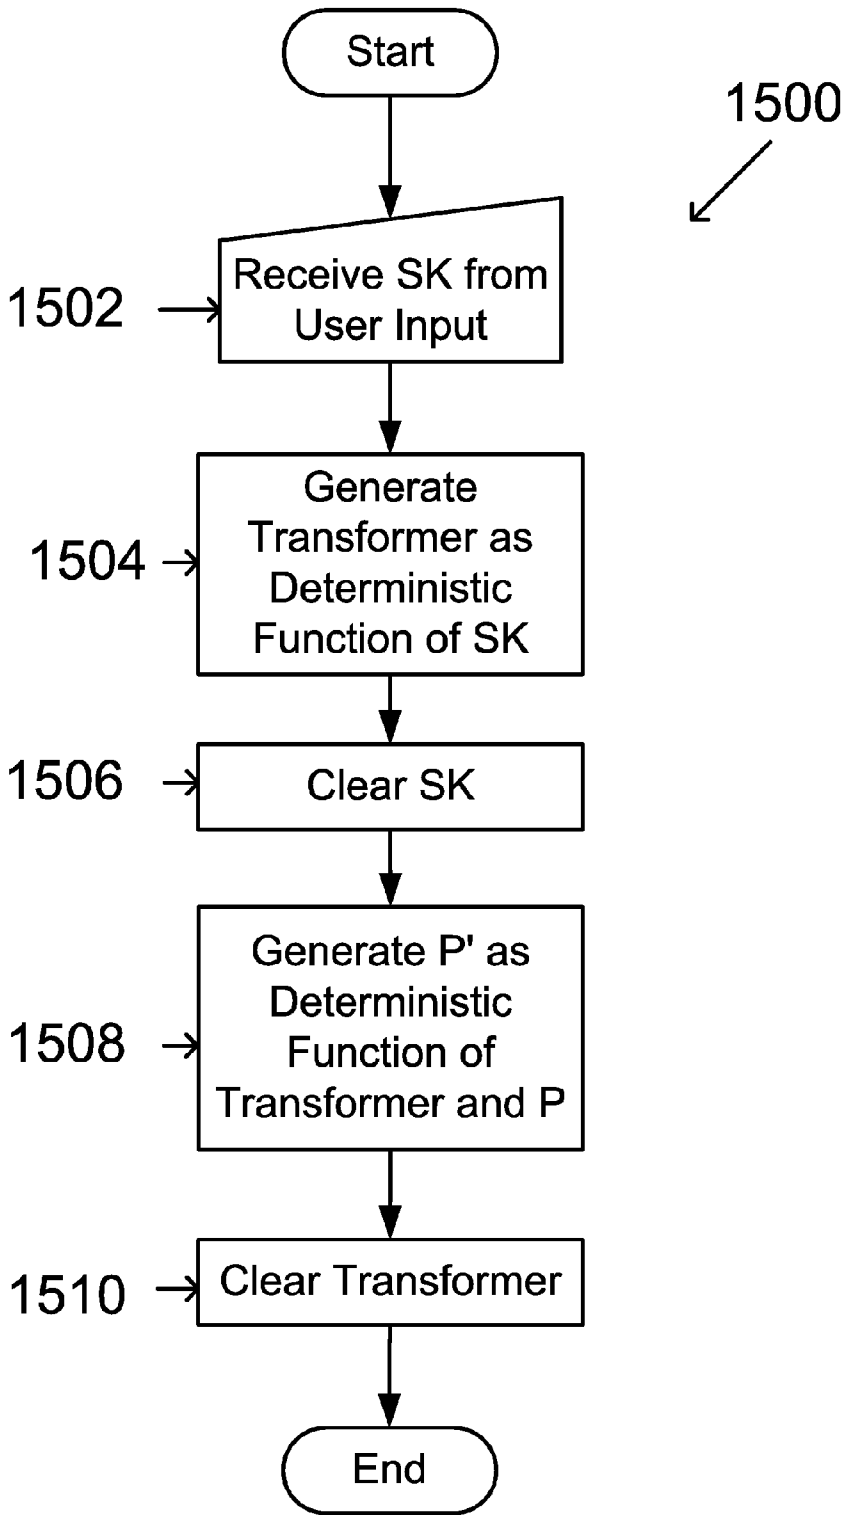 Start
1500
Receive SK from
User Input
1502
Generate
Transformer as
Deterministic
Function of SK
1504
Clear SK
1506
Generate P' as
Deterministic
Function of
Transformer and P
1508
Clear Transformer
1510
End